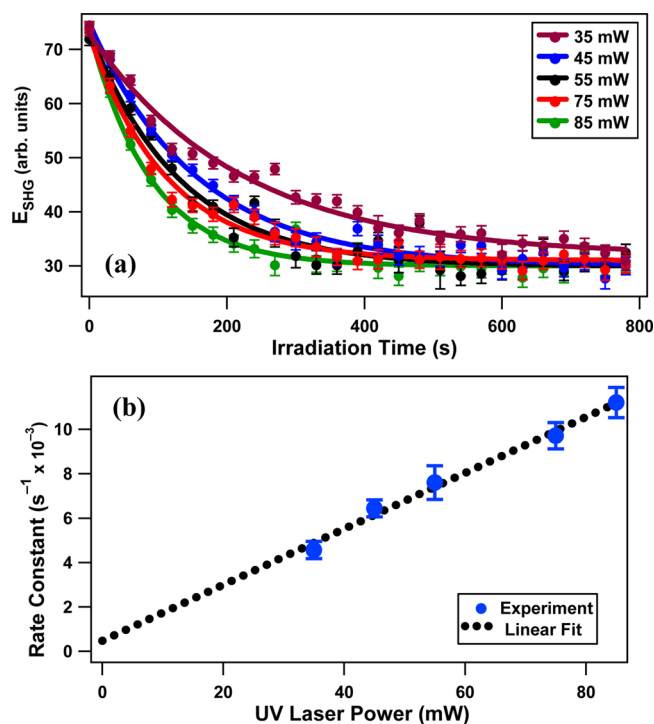 70
60
50
40
30
E_SHG (arb. units)
35 mW
45 mW
55 mW
75 mW
85 mW
(a)
0 200 400 600 800
Irradiation Time (s)
10
8
6
4
2
0
Rate Constant (s⁻¹ x 10⁻³)
(b)
Experiment
Linear Fit
0 20 40 60 80
UV Laser Power (mW)